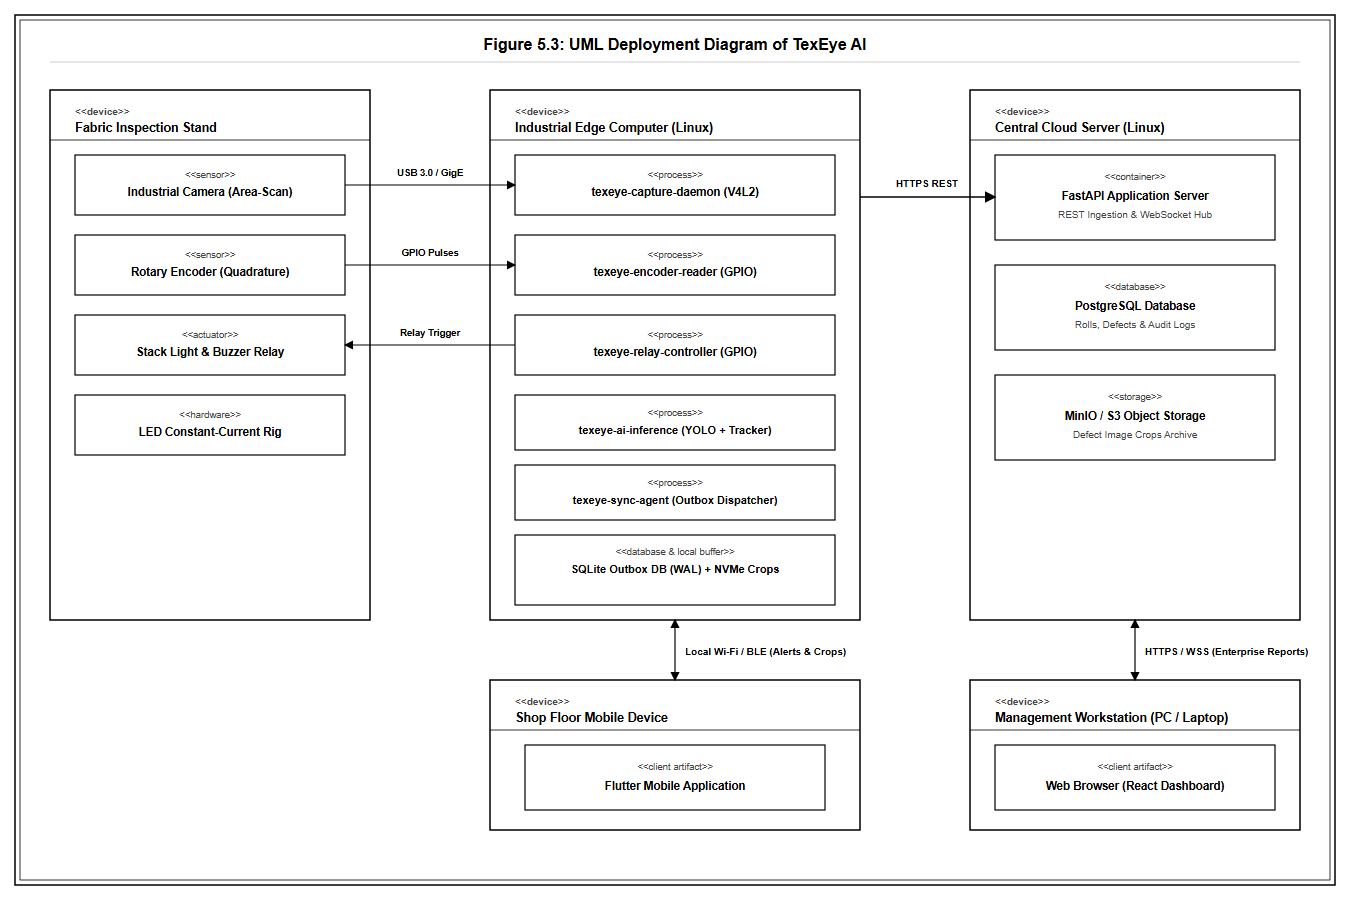 Figure 5.3: UML Deployment Diagram of TexEye AI
<<device>>
Fabric Inspection Stand
<<sensor>>
Industrial Camera (Area-Scan)
<<sensor>>
Rotary Encoder (Quadrature)
<<actuator>>
Stack Light & Buzzer Relay
<<hardware>>
LED Constant-Current Rig
USB 3.0 / GigE
GPIO Pulses
Relay Trigger
<<device>>
Industrial Edge Computer (Linux)
<<process>>
texeye-capture-daemon (V4L2)
<<process>>
texeye-encoder-reader (GPIO)
<<process>>
texeye-relay-controller (GPIO)
<<process>>
texeye-ai-inference (YOLO + Tracker)
<<process>>
texeye-sync-agent (Outbox Dispatcher)
<<database & local buffer>>
SQLite Outbox DB (WAL) + NVMe Crops
HTTPS REST
<<device>>
Central Cloud Server (Linux)
<<container>>
FastAPI Application Server
REST Ingestion & WebSocket Hub
<<database>>
PostgreSQL Database
Rolls, Defects & Audit Logs
<<storage>>
MinIO / S3 Object Storage
Defect Image Crops Archive
Local Wi-Fi / BLE (Alerts & Crops)
HTTPS / WSS (Enterprise Reports)
<<device>>
Shop Floor Mobile Device
<<client artifact>>
Flutter Mobile Application
<<device>>
Management Workstation (PC / Laptop)
<<client artifact>>
Web Browser (React Dashboard)